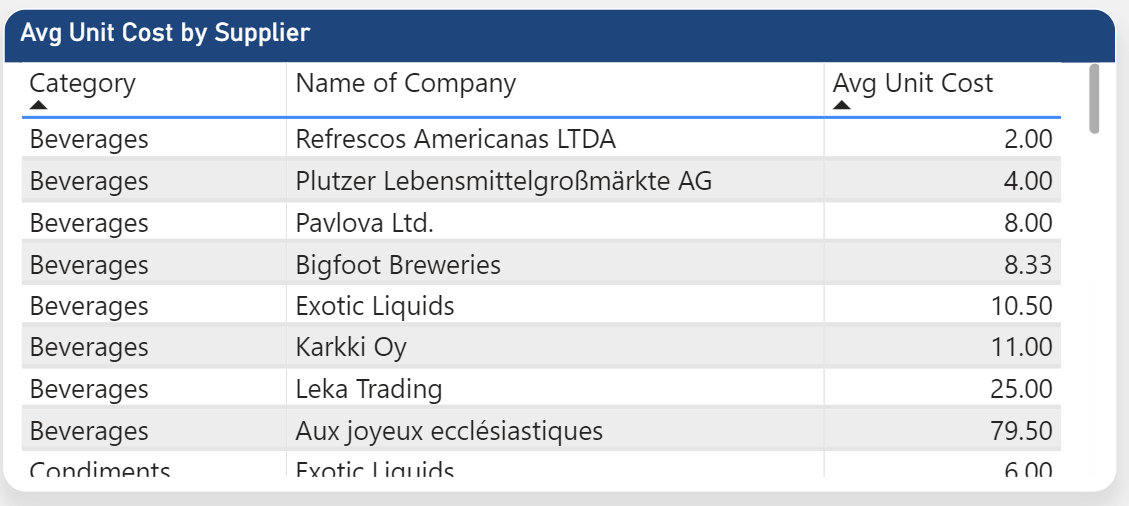 Avg Unit Cost by Supplier
Category Name of Company Avg Unit Cost
Beverages Refrescos Americanas LTDA 2.00
Beverages Plutzer Lebensmittelgroßmärkte AG 4.00
Beverages Pavlova Ltd. 8.00
Beverages Bigfoot Breweries 8.33
Beverages Exotic Liquids 10.50
Beverages Karkki Oy 11.00
Beverages Leka Trading 25.00
Beverages Aux joyeux ecclésiastiques 79.50
Condiments Exotic Liquids 6.00